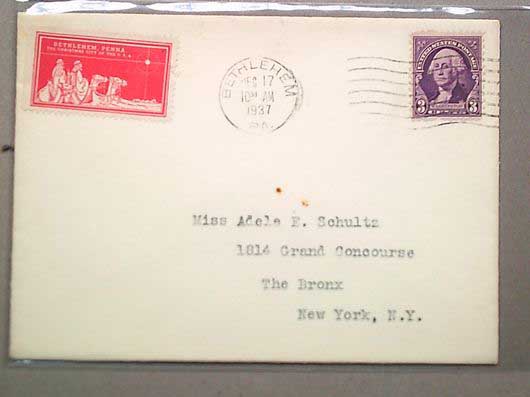 BETHLEHEM, PENNA.
THE CHRISTMAS CITY OF THE U.S.A.
BETHLEHEM
DEC 17
10 AM
1937
UNITED STATES POSTAGE
3 3
Miss Adele E. Schultz
1814 Grand Concourse
The Bronx
New York, N.Y.